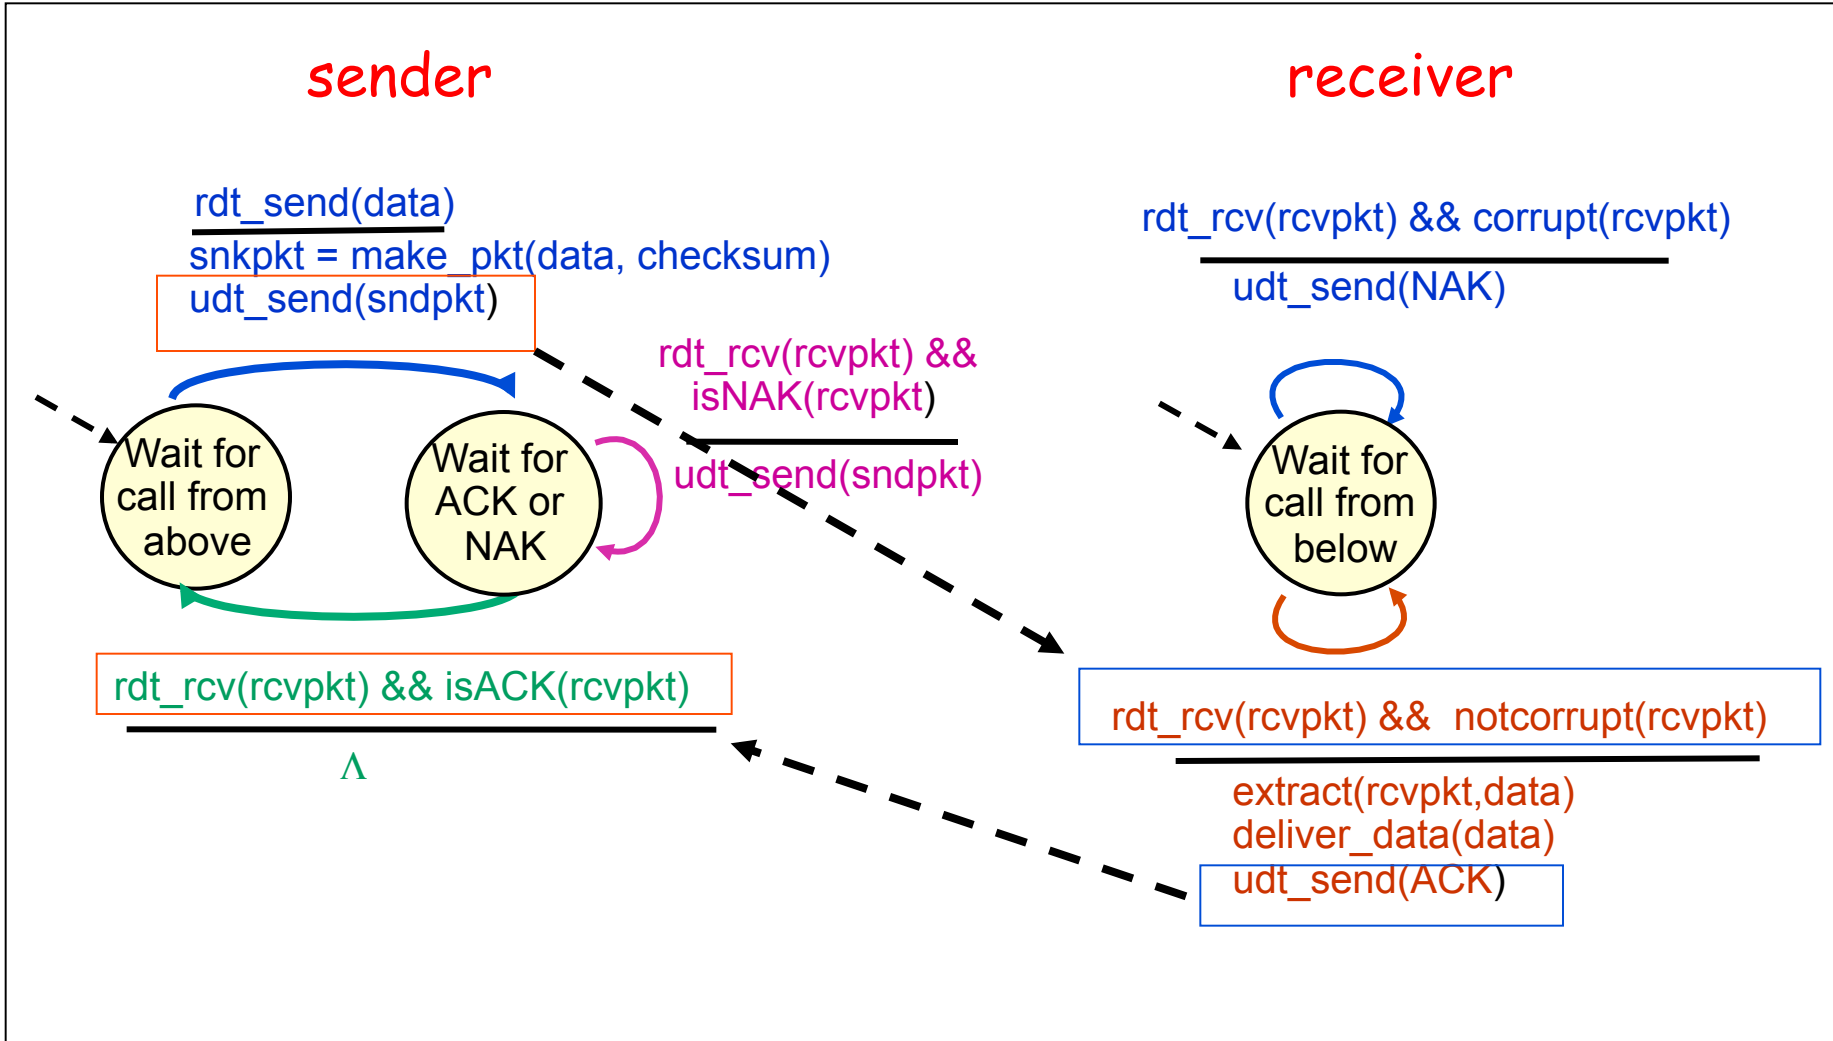 sender
receiver
rdt_send(data)
snkpkt = make_pkt(data, checksum)
udt_send(sndpkt)
rdt_rcv(rcvpkt) &&
isNAK(rcvpkt)
udt_send(sndpkt)
Wait for
call from
above
Wait for
ACK or
NAK
rdt_rcv(rcvpkt) && isACK(rcvpkt)
Λ
rdt_rcv(rcvpkt) && corrupt(rcvpkt)
udt_send(NAK)
Wait for
call from
below
rdt_rcv(rcvpkt) && notcorrupt(rcvpkt)
extract(rcvpkt,data)
deliver_data(data)
udt_send(ACK)